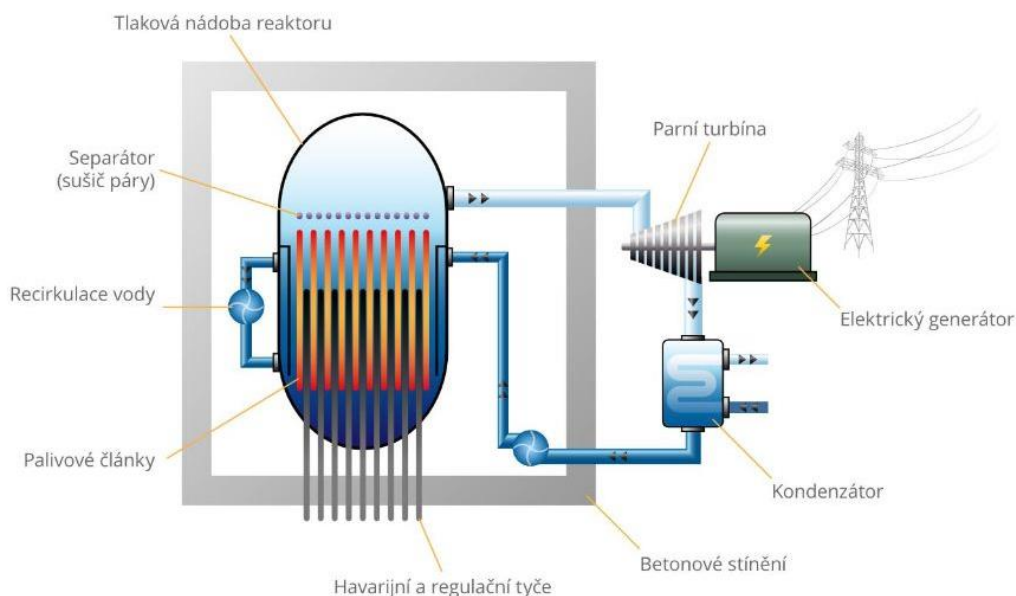 Tlaková nádoba reaktoru
Separátor
(sušič páry)
Recirkulace vody
Palivové články
Havarijní a regulační tyče
Parní turbína
Elektrický generátor
Kondenzátor
Betonové stínění